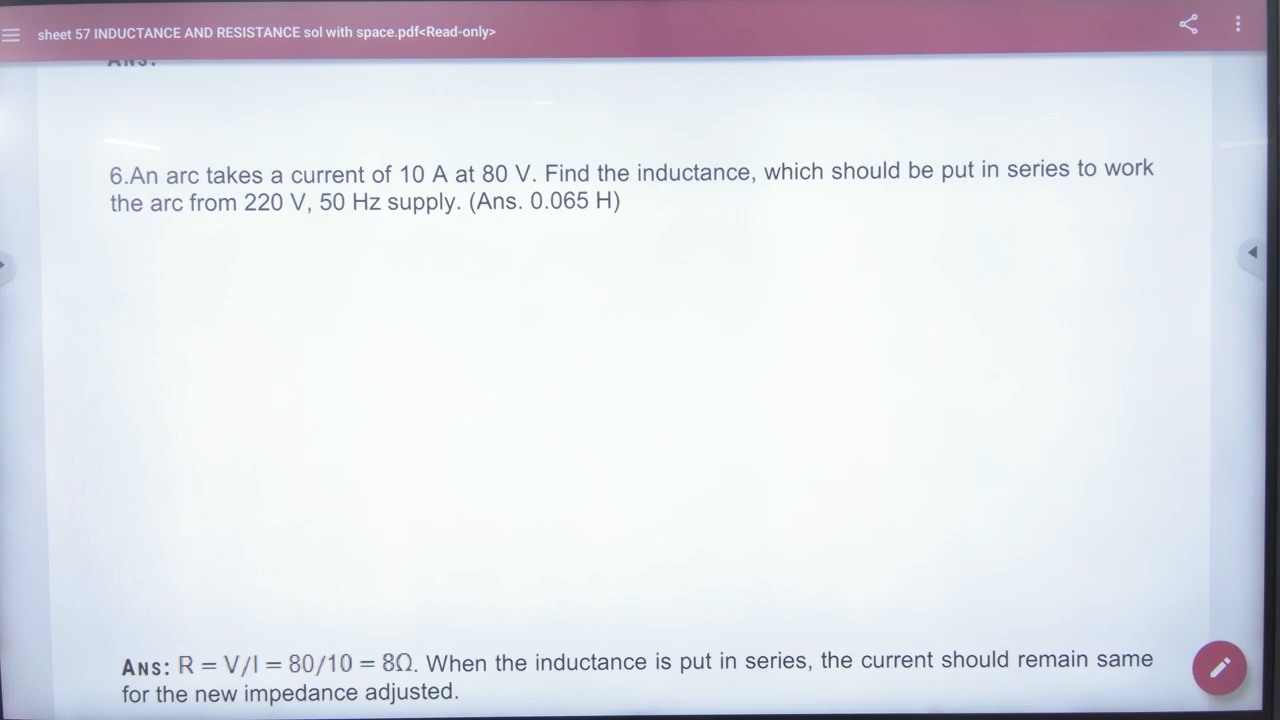 sheet 57 INDUCTANCE AND RESISTANCE sol with space.pdf<Read-only>
ANS:
6.An arc takes a current of 10 A at 80 V. Find the inductance, which should be put in series to work
the arc from 220 V, 50 Hz supply. (Ans. 0.065 H)
ANS: R = V/I = 80/10 = 8Ω. When the inductance is put in series, the current should remain same
for the new impedance adjusted.